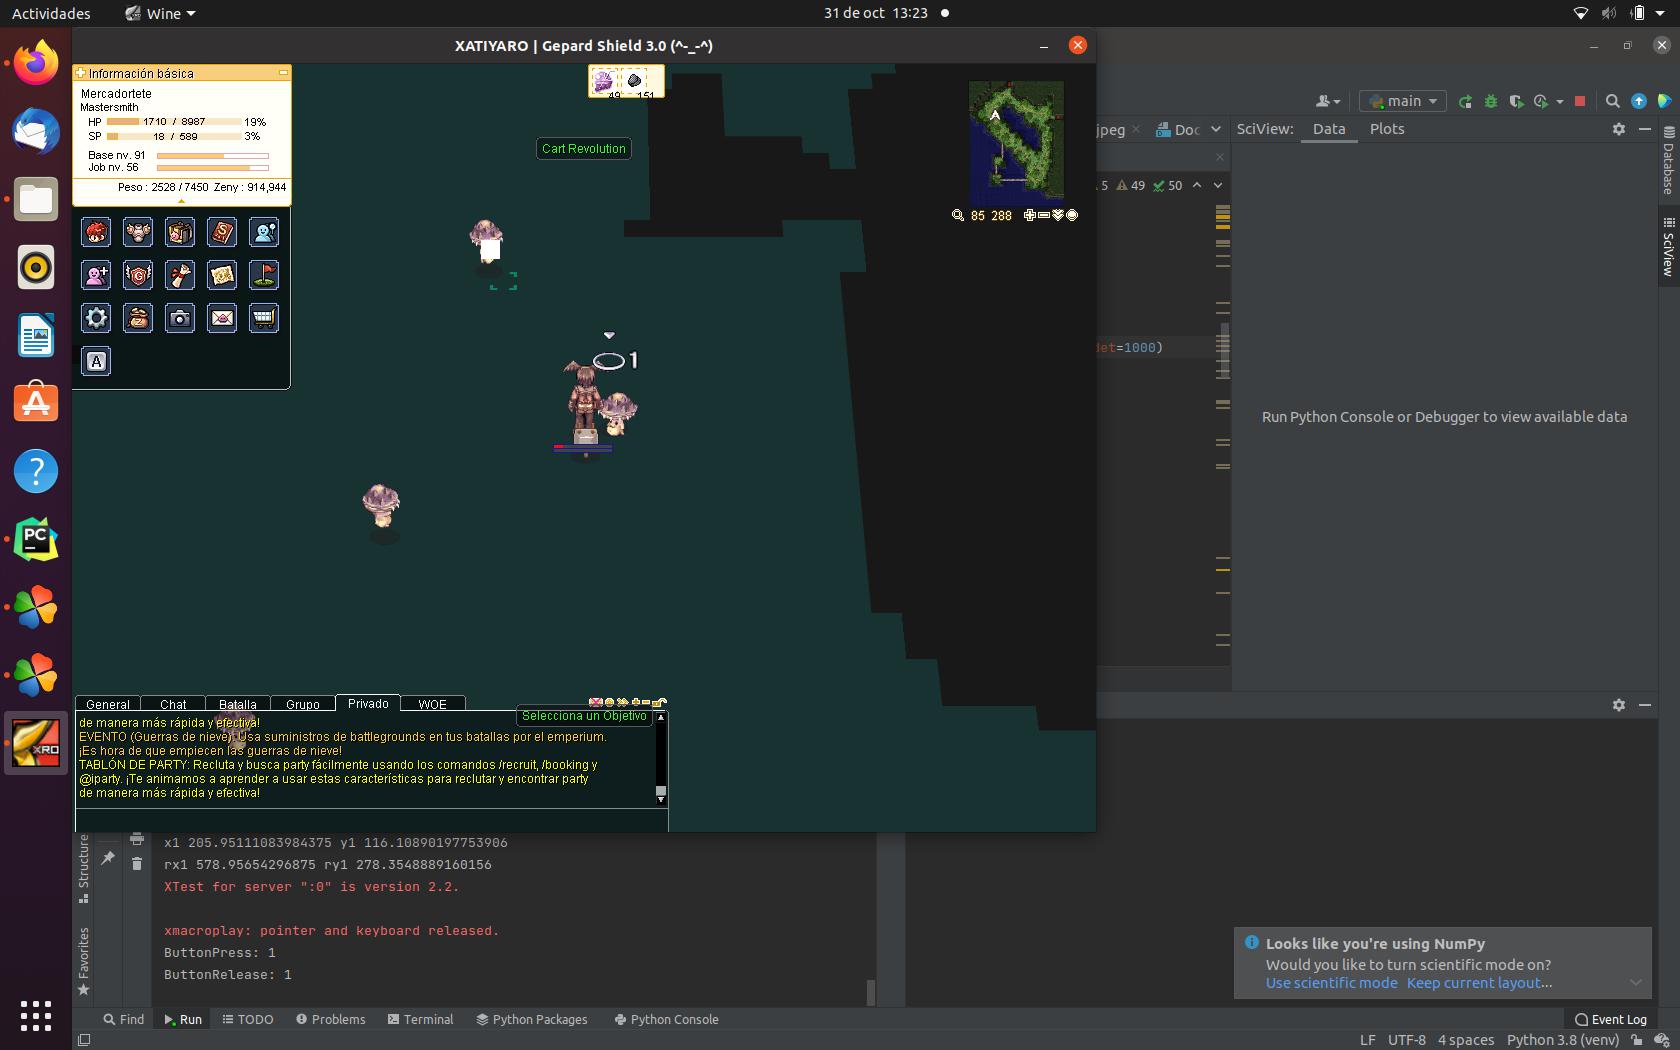 Actividades
Wine
31 de oct 13:23
XATIYARO | Gepard Shield 3.0 (^-_-^)
Información básica
Mercadortete
Mastersmith
HP 1710 / 8987 19%
SP 18 / 589 3%
Base nv. 91
Job nv. 56
Peso : 2528 / 7450 Zeny : 914,944
49 151
Cart Revolution
85 288
1
A
main
jpeg
Doc
SciView: Data Plots
5 49 50
=1000)
Run Python Console or Debugger to view available data
Database
SciView
General Chat Batalla Grupo Privado WOE
Selecciona un Objetivo
de manera más rápida y efectiva!
EVENTO (Guerras de nieve): Usa suministros de battlegrounds en tus batallas por el emperium.
¡Es hora de que empiecen las guerras de nieve!
TABLÓN DE PARTY: Recluta y busca party fácilmente usando los comandos /recruit, /booking y
@iparty. ¡Te animamos a aprender a usar estas características para reclutar y encontrar party
de manera más rápida y efectiva!
x1 205.95111083984375 y1 116.10890197753906
rx1 578.95654296875 ry1 278.3548889160156
XTest for server ":0" is version 2.2.
xmacroplay: pointer and keyboard released.
ButtonPress: 1
ButtonRelease: 1
Structure
Favorites
Looks like you're using NumPy
Would you like to turn scientific mode on?
Use scientific mode Keep current layout...
Find Run TODO Problems Terminal Python Packages Python Console
Event Log
LF UTF-8 4 spaces Python 3.8 (venv)
PC
XRO